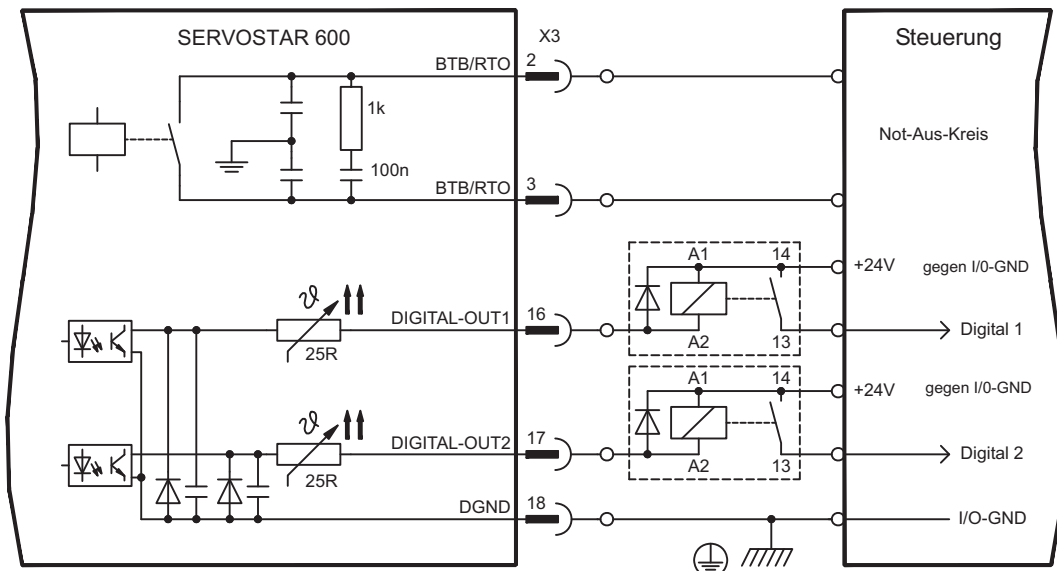 SERVOSTAR 600
X3
Steuerung
BTB/RTO
2
1k
100n
Not-Aus-Kreis
BTB/RTO
3
A1
14
+24V
gegen I/0-GND
ϑ
DIGITAL-OUT1
16
25R
A2
13
Digital 1
A1
14
+24V
gegen I/0-GND
ϑ
DIGITAL-OUT2
17
25R
A2
13
Digital 2
DGND
18
I/O-GND